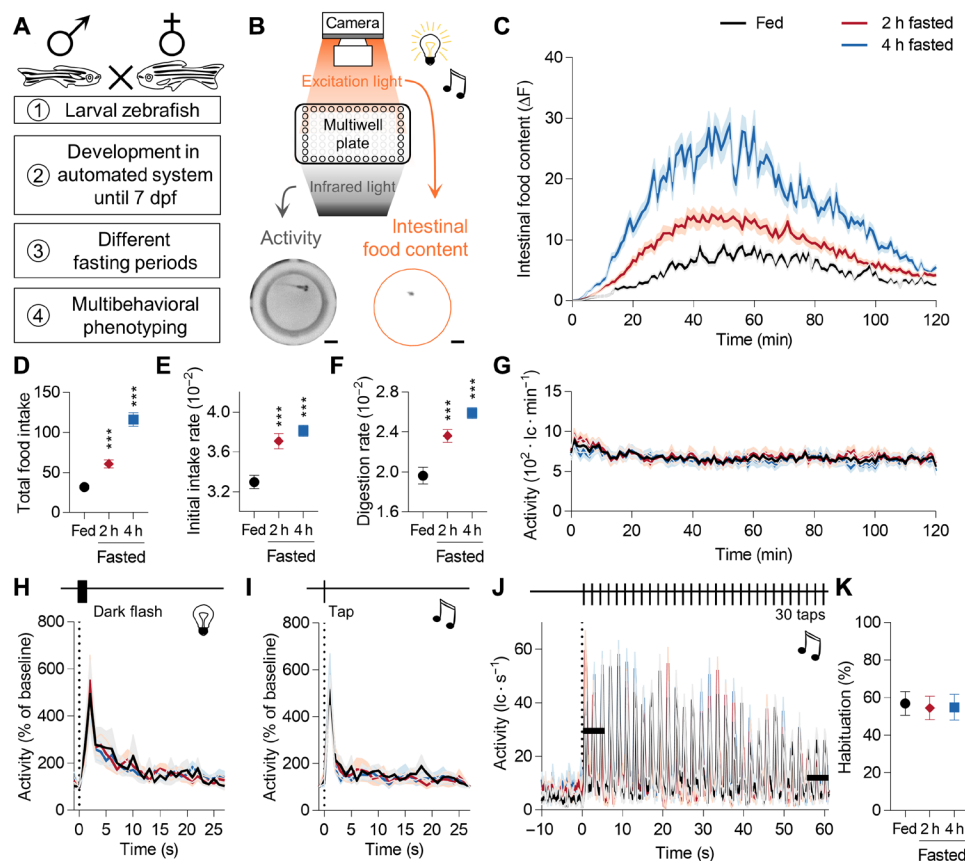 A
1 Larval zebrafish
2 Development in
automated system
until 7 dpf
3 Different
fasting periods
4 Multibehavioral
phenotyping
B
Camera
Excitation light
Multiwell
plate
Infrared light
Activity
Intestinal
food content
C
Fed
2 h fasted
4 h fasted
Intestinal food content (ΔF)
40
30
20
10
0
0 20 40 60 80 100 120
Time (min)
D
Total food intake
150
100
50
0
***
***
Fed 2 h 4 h
Fasted
E
Initial intake rate (10⁻²)
4.0
3.6
3.2
***
***
Fed 2 h 4 h
Fasted
F
Digestion rate (10⁻²)
2.8
2.4
2.0
1.6
***
***
Fed 2 h 4 h
Fasted
G
Activity (10² · lc · min⁻¹)
15
10
5
0
0 20 40 60 80 100 120
Time (min)
H
Dark flash
Activity (% of baseline)
800
600
400
200
0
0 5 10 15 20 25
Time (s)
I
Tap
Activity (% of baseline)
800
600
400
200
0
0 5 10 15 20 25
Time (s)
J
30 taps
Activity (lc · s⁻¹)
80
60
40
20
0
−10 0 10 20 30 40 50 60
Time (s)
K
Habituation (%)
0
20
40
60
80
100
Fed 2 h 4 h
Fasted